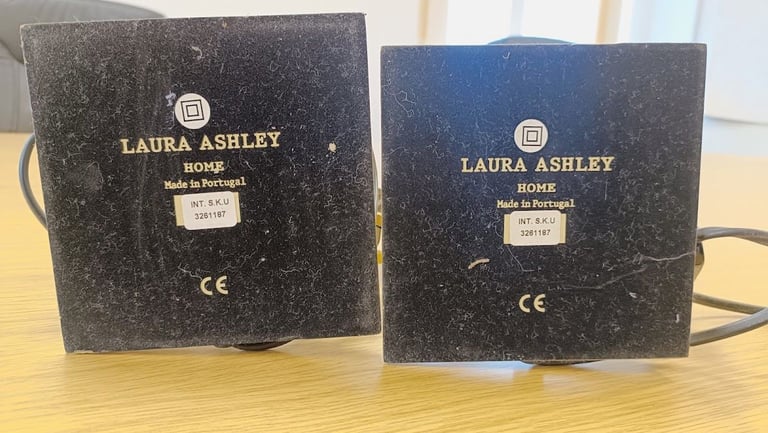 LAURA ASHLEY
HOME
Made in Portugal
INT. S.K.U
3261187
CE
LAURA ASHLEY
HOME
Made in Portugal
INT. S.K.U
3261187
CE